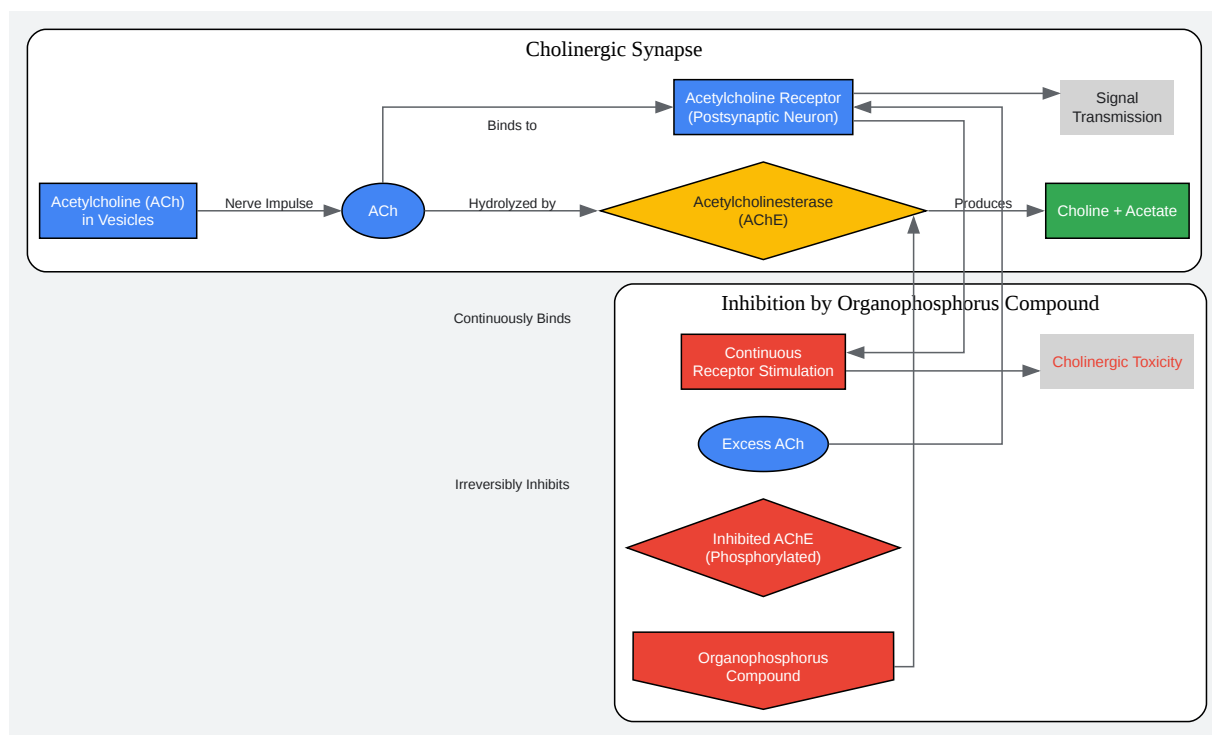 Cholinergic Synapse
Acetylcholine Receptor
(Postsynaptic Neuron)
Signal
Transmission
Binds to
Acetylcholine (ACh)
in Vesicles
Nerve Impulse
ACh
Hydrolyzed by
Acetylcholinesterase
(AChE)
Produces
Choline + Acetate
Inhibition by Organophosphorus Compound
Continuously Binds
Continuous
Receptor Stimulation
Cholinergic Toxicity
Excess ACh
Irreversibly Inhibits
Inhibited AChE
(Phosphorylated)
Organophosphorus
Compound